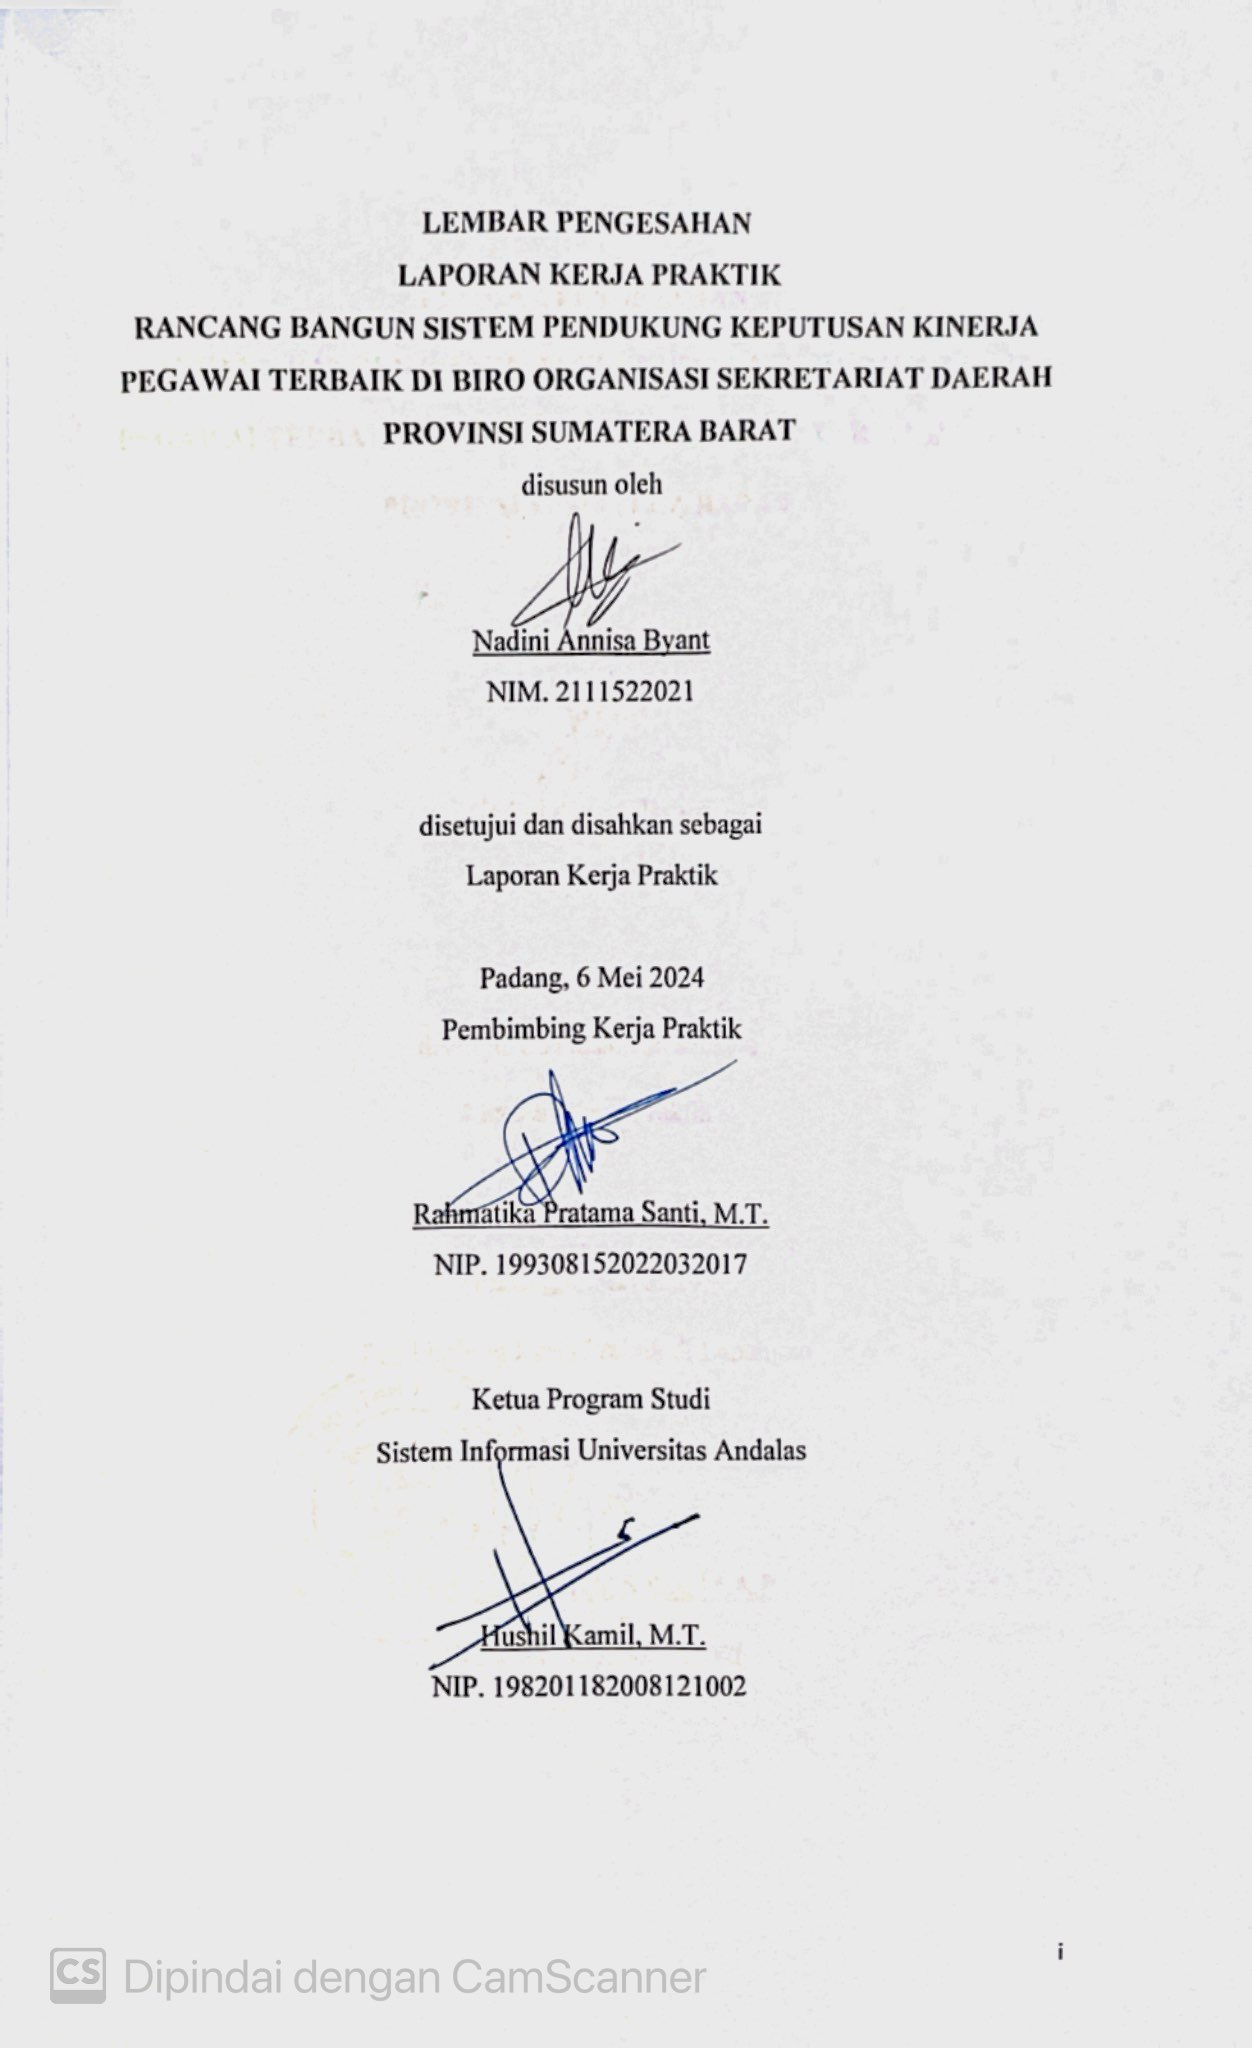 LEMBAR PENGESAHAN
LAPORAN KERJA PRAKTIK
RANCANG BANGUN SISTEM PENDUKUNG KEPUTUSAN KINERJA
PEGAWAI TERBAIK DI BIRO ORGANISASI SEKRETARIAT DAERAH
PROVINSI SUMATERA BARAT
disusun oleh
Nadini Annisa Byant
NIM. 2111522021
disetujui dan disahkan sebagai
Laporan Kerja Praktik
Padang, 6 Mei 2024
Pembimbing Kerja Praktik
Rahmatika Pratama Santi, M.T.
NIP. 199308152022032017
Ketua Program Studi
Sistem Informasi Universitas Andalas
Husnil Kamil, M.T.
NIP. 198201182008121002
i
CS Dipindai dengan CamScanner